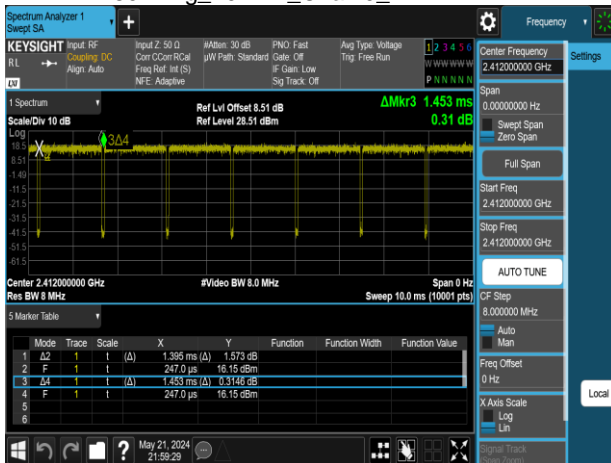 Spectrum Analyzer 1
Swept SA
+
Frequency
KEYSIGHT
RL
LXI
Input: RF
Coupling: DC
Align: Auto
Input Z: 50 Ω
Corr CCorr RCal
Freq Ref: Int (S)
NFE: Adaptive
#Atten: 30 dB
µW Path: Standard
PNO: Fast
Gate: Off
IF Gain: Low
Sig Track: Off
Avg Type: Voltage
Trig: Free Run
1 2 3 4 5 6
W W W W W W
P N N N N N
1 Spectrum
Scale/Div 10 dB
Ref Lvl Offset 8.51 dB
Ref Level 28.51 dBm
ΔMkr3 1.453 ms
0.31 dB
Log
18.5
8.51
-1.49
-11.5
-21.5
-31.5
-41.5
-51.5
-61.5
X2
3Δ4
Center 2.412000000 GHz
Res BW 8 MHz
#Video BW 8.0 MHz
Span 0 Hz
Sweep 10.0 ms (10001 pts)
5 Marker Table
Mode Trace Scale X Y Function Function Width Function Value
1 Δ2 1 t (Δ) 1.395 ms (Δ) 1.573 dB
2 F 1 t 247.0 µs 16.15 dBm
3 Δ4 1 t (Δ) 1.453 ms (Δ) 0.3146 dB
4 F 1 t 247.0 µs 16.15 dBm
5
6
?
May 21, 2024
21:59:29
Center Frequency
2.412000000 GHz
Span
0.00000000 Hz
Swept Span
Zero Span
Full Span
Start Freq
2.412000000 GHz
Stop Freq
2.412000000 GHz
AUTO TUNE
CF Step
8.000000 MHz
Auto
Man
Freq Offset
0 Hz
X Axis Scale
Log
Lin
Signal Track
(Span Zoom)
Settings
Local